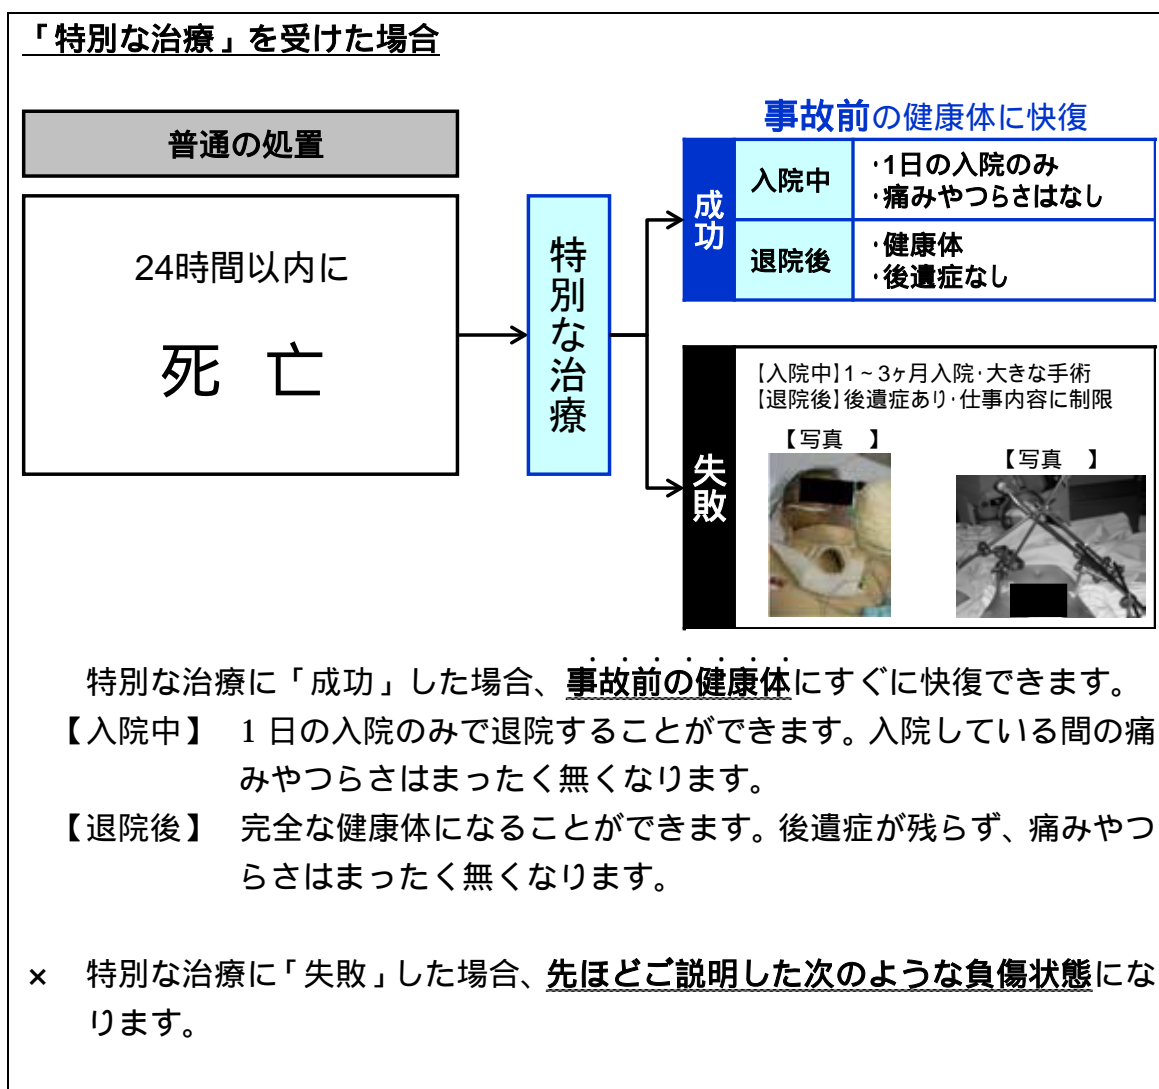 「特別な治療」を受けた場合
普通の処置
24時間以内に
死 亡
特別な治療
事故前の健康体に快復
成功
入院中
・1日の入院のみ
・痛みやつらさはなし
退院後
・健康体
・後遺症なし
失敗
【入院中】1~3ヶ月入院・大きな手術
【退院後】後遺症あり・仕事内容に制限
【写真　】
【写真　】
特別な治療に「成功」した場合、事故前の健康体にすぐに快復できます。
【入院中】 1日の入院のみで退院することができます。入院している間の痛
みやつらさはまったく無くなります。
【退院後】 完全な健康体になることができます。後遺症が残らず、痛みやつ
らさはまったく無くなります。
× 特別な治療に「失敗」した場合、先ほどご説明した次のような負傷状態にな
ります。